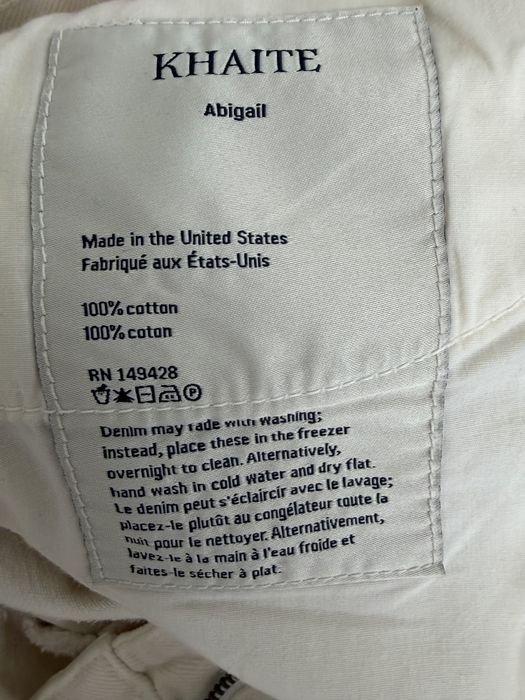 KHAITE
Abigail
Made in the United States
Fabriqué aux États-Unis
100% cotton
100% coton
RN 149428
Denim may fade with washing;
instead, place these in the freezer
overnight to clean. Alternatively,
hand wash in cold water and dry flat.
Le denim peut s'éclaircir avec le lavage;
placez-le plutôt au congélateur toute la
nuit pour le nettoyer. Alternativement,
lavez-le à la main à l'eau froide et
faites-le sécher à plat.